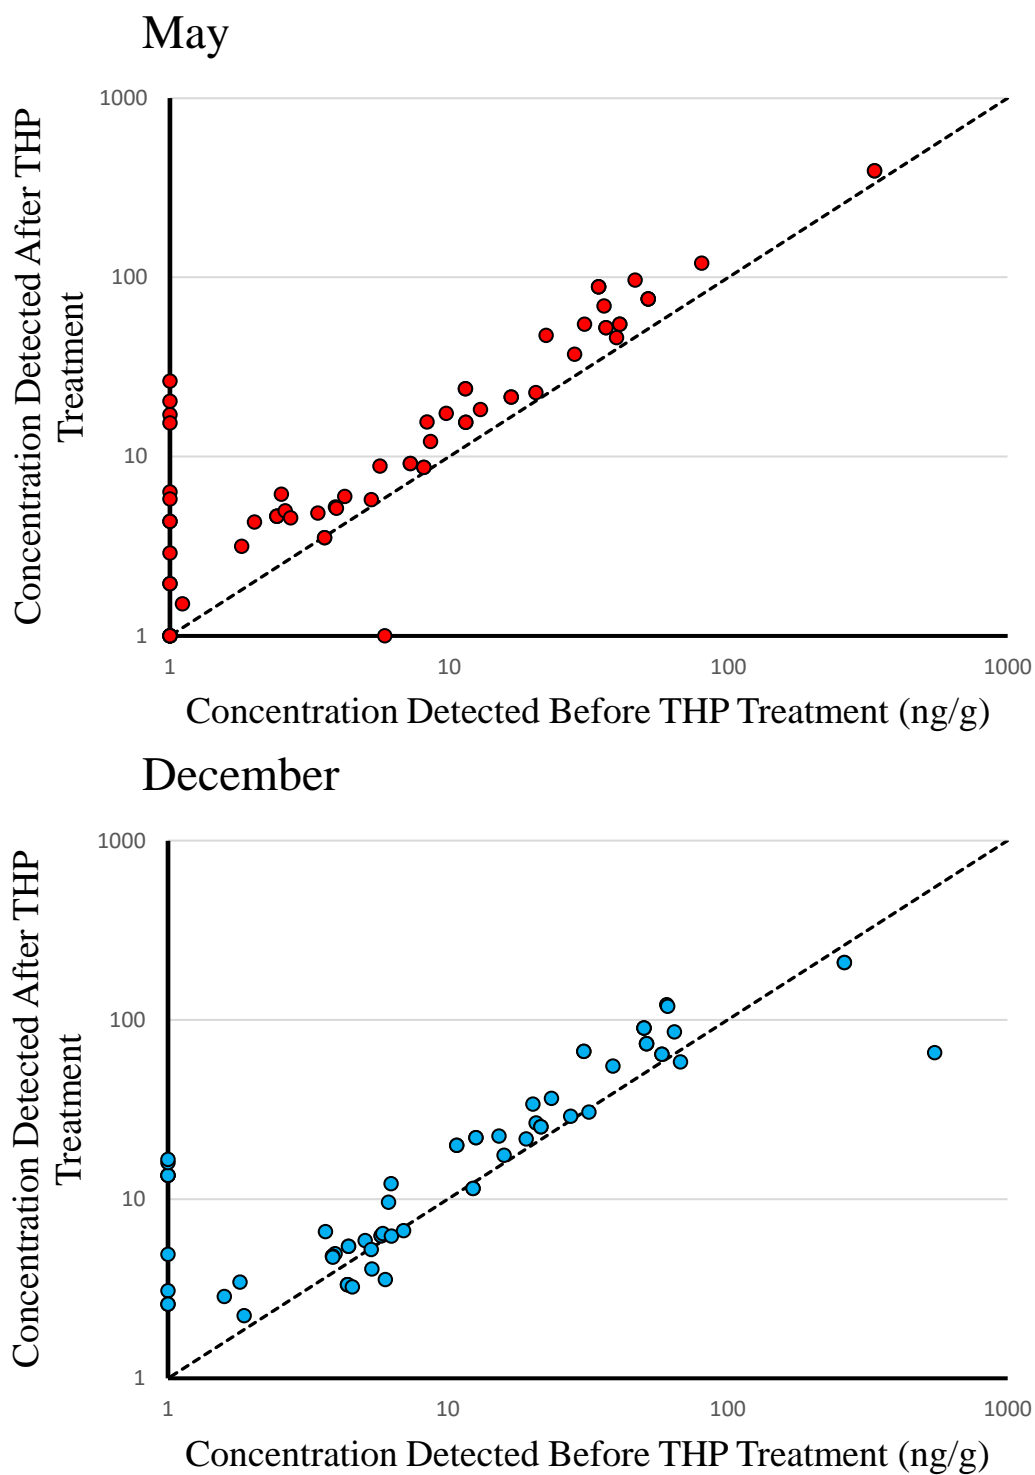 May
Concentration Detected After THP
Treatment
1000
100
10
1
1 10 100 1000
Concentration Detected Before THP Treatment (ng/g)
December
Concentration Detected After THP
Treatment
1000
100
10
1
1 10 100 1000
Concentration Detected Before THP Treatment (ng/g)